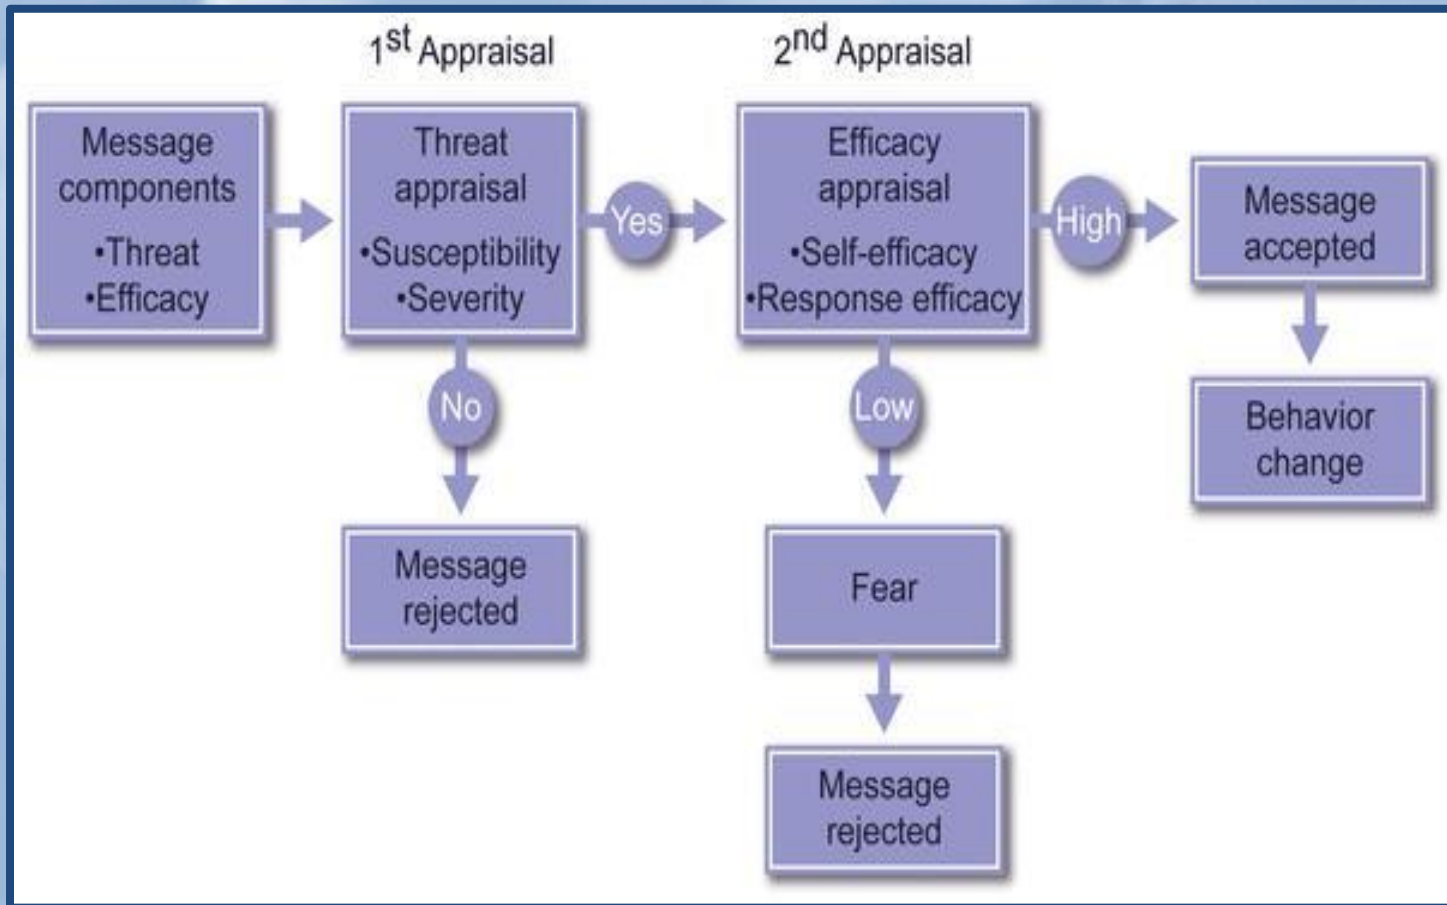 1st Appraisal
2nd Appraisal
Message
components
•Threat
•Efficacy
Threat
appraisal
•Susceptibility
•Severity
Yes
Efficacy
appraisal
•Self-efficacy
•Response efficacy
High
Message
accepted
No
Low
Behavior
change
Message
rejected
Fear
Message
rejected